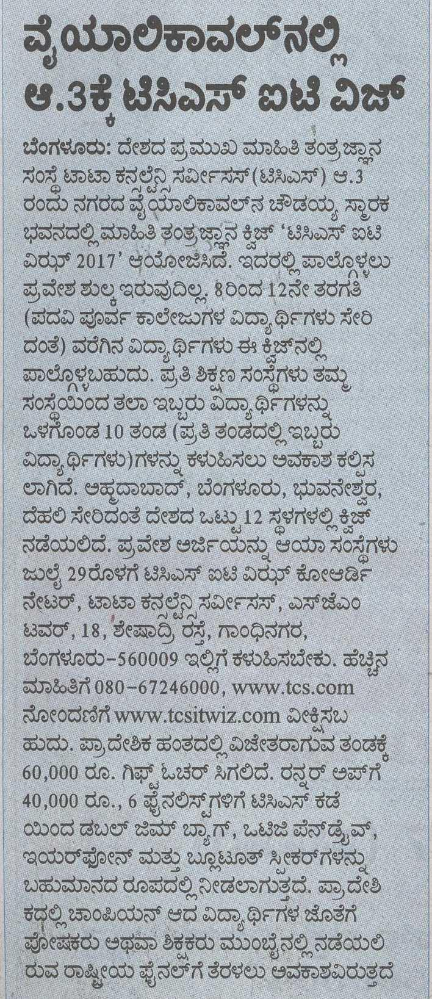 ವೈಯಾಲಿಕಾವಲ್‌ನಲ್ಲಿ
ಆ.3ಕ್ಕೆ ಟಿಸಿಎಸ್ ಐಟಿ ವಿಜ್
ಬೆಂಗಳೂರು: ದೇಶದ ಪ್ರಮುಖ ಮಾಹಿತಿ ತಂತ್ರಜ್ಞಾನ
ಸಂಸ್ಥೆ ಟಾಟಾ ಕನ್ಸಲ್ಟೆನ್ಸಿ ಸರ್ವೀಸಸ್(ಟಿಸಿಎಸ್) ಆ.3
ರಂದು ನಗರದ ವೈಯಾಲಿಕಾವಲ್‌ನ ಚೌಡಯ್ಯ ಸ್ಮಾರಕ
ಭವನದಲ್ಲಿ ಮಾಹಿತಿ ತಂತ್ರಜ್ಞಾನ ಕ್ವಿಜ್ ‘ಟಿಸಿಎಸ್ ಐಟಿ
ವಿಝ್ 2017’ ಆಯೋಜಿಸಿದೆ. ಇದರಲ್ಲಿ ಪಾಲ್ಗೊಳ್ಳಲು
ಪ್ರವೇಶ ಶುಲ್ಕ ಇರುವುದಿಲ್ಲ. 8ರಿಂದ 12ನೇ ತರಗತಿ
(ಪದವಿ ಪೂರ್ವ ಕಾಲೇಜುಗಳ ವಿದ್ಯಾರ್ಥಿಗಳು ಸೇರಿ
ದಂತೆ) ವರೆಗಿನ ವಿದ್ಯಾರ್ಥಿಗಳು ಈ ಕ್ವಿಜ್‌ನಲ್ಲಿ
ಪಾಲ್ಗೊಳ್ಳಬಹುದು. ಪ್ರತಿ ಶಿಕ್ಷಣ ಸಂಸ್ಥೆಗಳು ತಮ್ಮ
ಸಂಸ್ಥೆಯಿಂದ ತಲಾ ಇಬ್ಬರು ವಿದ್ಯಾರ್ಥಿಗಳನ್ನು
ಒಳಗೊಂಡ 10 ತಂಡ (ಪ್ರತಿ ತಂಡದಲ್ಲಿ ಇಬ್ಬರು
ವಿದ್ಯಾರ್ಥಿಗಳು)ಗಳನ್ನು ಕಳುಹಿಸಲು ಅವಕಾಶ ಕಲ್ಪಿಸ
ಲಾಗಿದೆ. ಅಹ್ಮದಾಬಾದ್, ಬೆಂಗಳೂರು, ಭುವನೇಶ್ವರ,
ದೆಹಲಿ ಸೇರಿದಂತೆ ದೇಶದ ಒಟ್ಟು 12 ಸ್ಥಳಗಳಲ್ಲಿ ಕ್ವಿಜ್
ನಡೆಯಲಿದೆ. ಪ್ರವೇಶ ಅರ್ಜಿಯನ್ನು ಆಯಾ ಸಂಸ್ಥೆಗಳು
ಜುಲೈ 29ರೊಳಗೆ ಟಿಸಿಎಸ್ ಐಟಿ ವಿಝ್ ಕೋಆರ್ಡಿ
ನೇಟರ್, ಟಾಟಾ ಕನ್ಸಲ್ಟೆನ್ಸಿ ಸರ್ವೀಸಸ್, ಎಸ್‌ಜೆಎಂ
ಟವರ್, 18, ಶೇಷಾದ್ರಿ ರಸ್ತೆ, ಗಾಂಧಿನಗರ,
ಬೆಂಗಳೂರು-560009 ಇಲ್ಲಿಗೆ ಕಳುಹಿಸಬೇಕು. ಹೆಚ್ಚಿನ
ಮಾಹಿತಿಗೆ 080-67246000, www.tcs.com
ನೋಂದಣಿಗೆ www.tcsitwiz.com ವೀಕ್ಷಿಸಬ
ಹುದು. ಪ್ರಾದೇಶಿಕ ಹಂತದಲ್ಲಿ ವಿಜೇತರಾಗುವ ತಂಡಕ್ಕೆ
60,000 ರೂ. ಗಿಫ್ಟ್ ಓಚರ್ ಸಿಗಲಿದೆ. ರನ್ನರ್ ಅಪ್‌ಗೆ
40,000 ರೂ., 6 ಫೈನಲಿಸ್ಟ್‌ಗಳಿಗೆ ಟಿಸಿಎಸ್ ಕಡೆ
ಯಿಂದ ಡಬಲ್ ಜಿಮ್ ಬ್ಯಾಗ್, ಒಟಿಜಿ ಪೆನ್‌ಡ್ರೈವ್,
ಇಯರ್‌ಫೋನ್ ಮತ್ತು ಬ್ಲೂಟೂತ್ ಸ್ಪೀಕರ್‌ಗಳನ್ನು
ಬಹುಮಾನದ ರೂಪದಲ್ಲಿ ನೀಡಲಾಗುತ್ತದೆ. ಪ್ರಾದೇಶಿ
ಕಧಲ್ಲಿ ಚಾಂಪಿಯನ್ ಆದ ವಿದ್ಯಾರ್ಥಿಗಳ ಜೊತೆಗೆ
ಪೋಷಕರು ಅಥವಾ ಶಿಕ್ಷಕರು ಮುಂಬೈನಲ್ಲಿ ನಡೆಯಲಿ
ರುವ ರಾಷ್ಟ್ರೀಯ ಫೈನಲ್‌ಗೆ ತೆರಳಲು ಅವಕಾಶವಿರುತ್ತದೆ